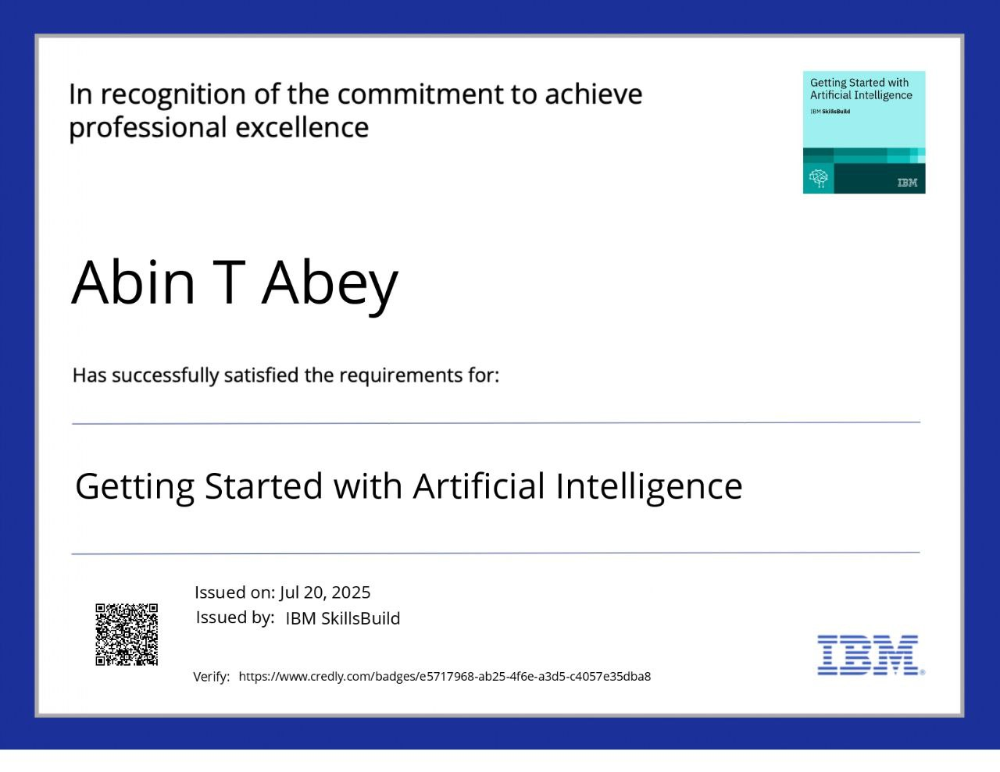 In recognition of the commitment to achieve
professional excellence
Getting Started with
Artificial Intelligence
IBM SkillsBuild
IBM
Abin T Abey
Has successfully satisfied the requirements for:
Getting Started with Artificial Intelligence
Issued on: Jul 20, 2025
Issued by: IBM SkillsBuild
IBM®
Verify: https://www.credly.com/badges/e5717968-ab25-4f6e-a3d5-c4057e35dba8